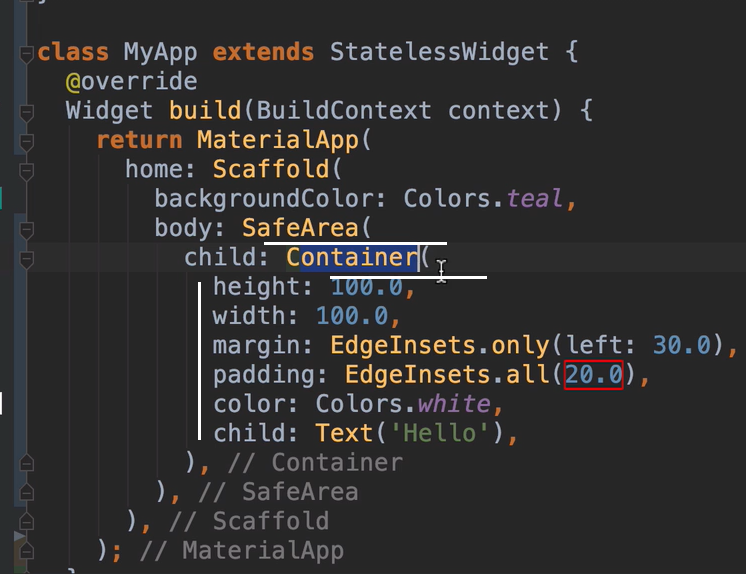 class MyApp extends StatelessWidget {
@override
Widget build(BuildContext context) {
return MaterialApp(
home: Scaffold(
backgroundColor: Colors.teal,
body: SafeArea(
child: Container(
height: 100.0,
width: 100.0,
margin: EdgeInsets.only(left: 30.0),
padding: EdgeInsets.all(20.0),
color: Colors.white,
child: Text('Hello'),
), // Container
), // SafeArea
), // Scaffold
); // MaterialApp